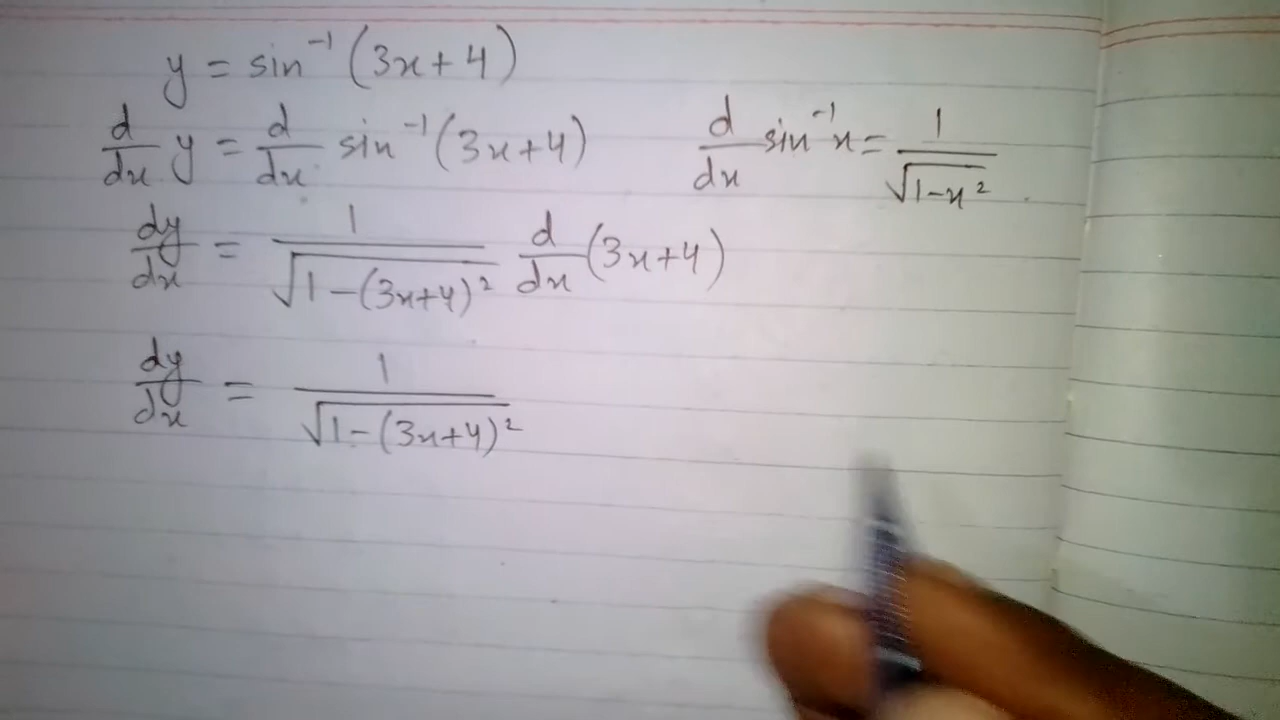 y = sin⁻¹ (3x+4)
d/dx y = d/dx sin⁻¹(3x+4)
d/dx sin⁻¹x = 1/√(1-x²)
dy/dx = 1/√(1-(3x+4)²) d/dx (3x+4)
dy/dx = 1/√(1-(3x+4)²)